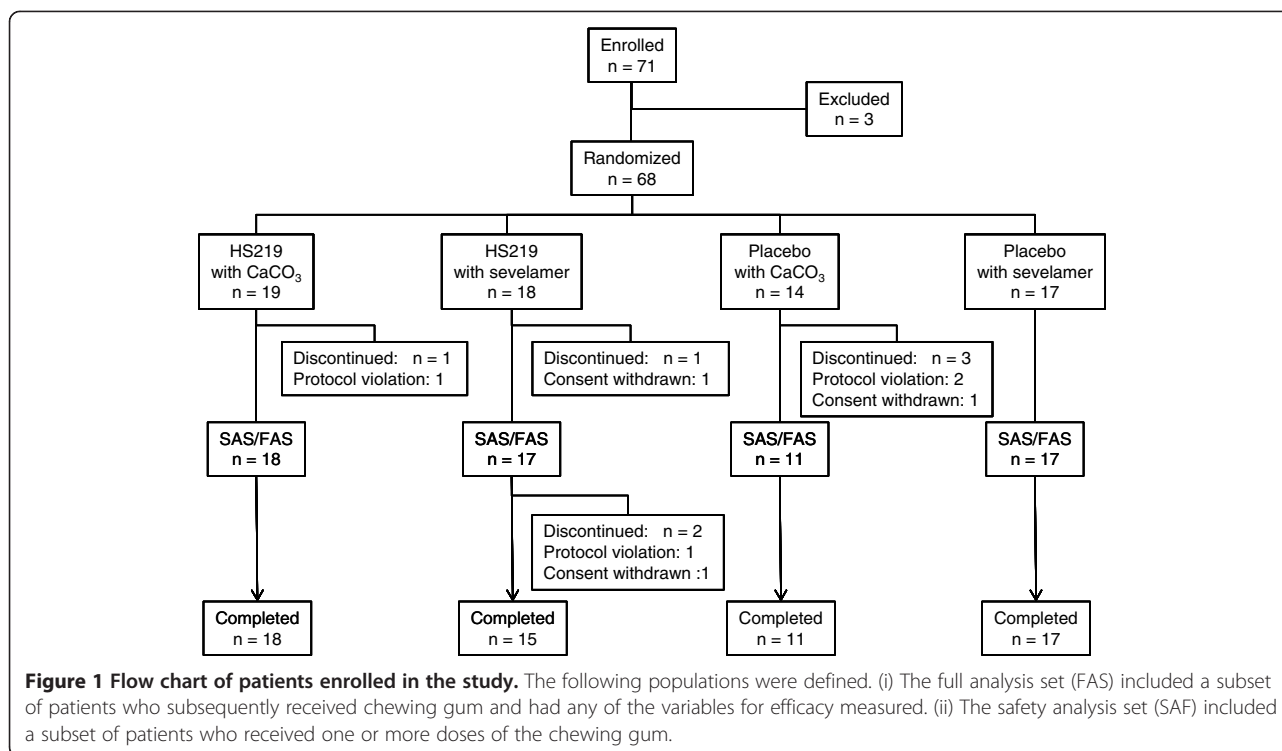 Enrolled
n = 71
Excluded
n = 3
Randomized
n = 68
HS219
with CaCO₃
n = 19
HS219
with sevelamer
n = 18
Placebo
with CaCO₃
n = 14
Placebo
with sevelamer
n = 17
Discontinued: n = 1
Protocol violation: 1
Discontinued: n = 1
Consent withdrawn: 1
Discontinued: n = 3
Protocol violation: 2
Consent withdrawn: 1
SAS/FAS
n = 18
SAS/FAS
n = 17
SAS/FAS
n = 11
SAS/FAS
n = 17
Discontinued: n = 2
Protocol violation: 1
Consent withdrawn :1
Completed
n = 18
Completed
n = 15
Completed
n = 11
Completed
n = 17
Figure 1 Flow chart of patients enrolled in the study. The following populations were defined. (i) The full analysis set (FAS) included a subset
of patients who subsequently received chewing gum and had any of the variables for efficacy measured. (ii) The safety analysis set (SAF) included
a subset of patients who received one or more doses of the chewing gum.